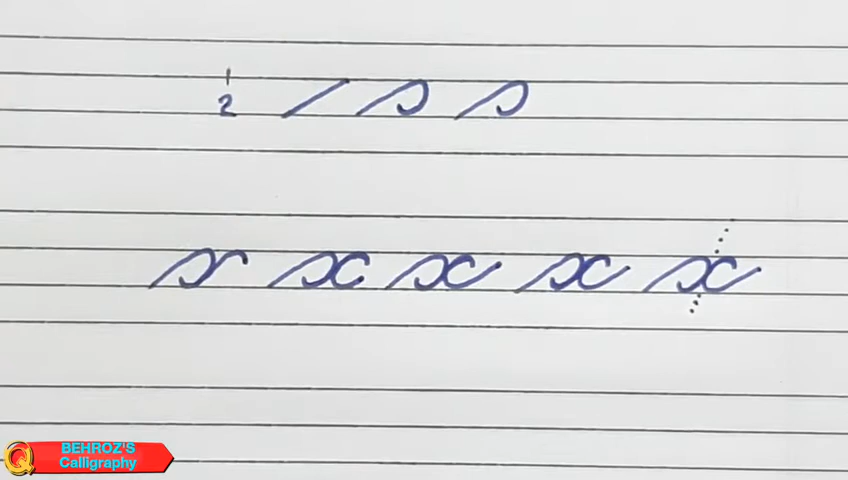 1
2
x x x x x
BEHROZ'S
Calligraphy